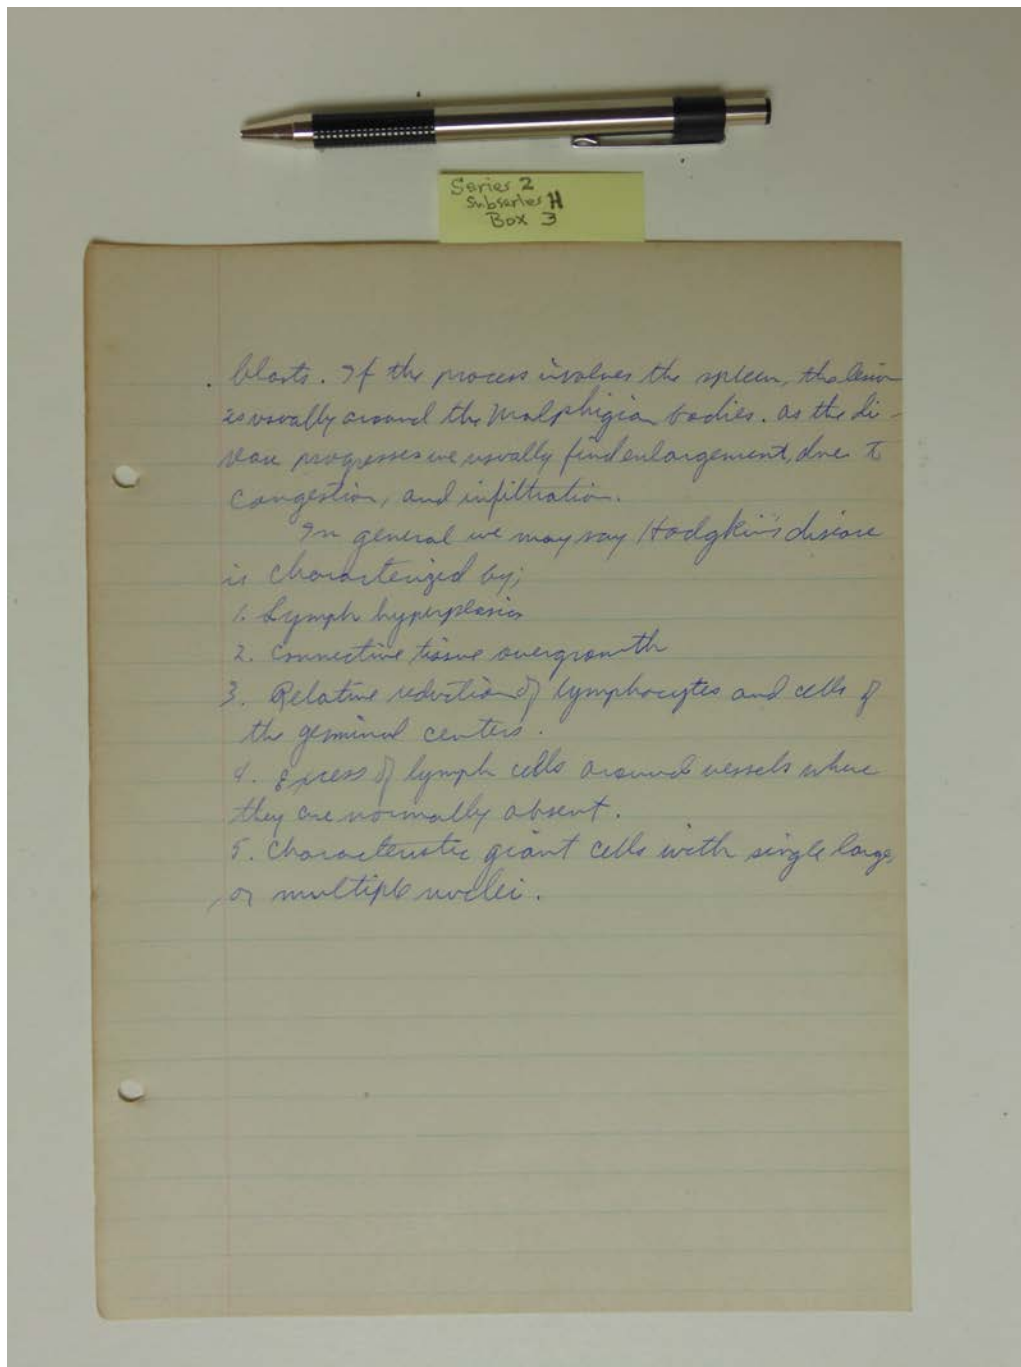 Series 2
Subseries H
Box 3
blasts. If the process involves the spleen, the lesion
is usually around the Malphigian bodies. As the di-
sease progresses we usually find enlargement, due to
congestion, and infiltration.
In general we may say Hodgkin's disease
is characterized by;
1. Lymph hyperplasia
2. Connective tissue overgrowth
3. Relative reduction of lymphocytes and cells of
the germinal centers.
4. Excess of lymph cells around vessels where
they are normally absent.
5. Characteristic giant cells with single large,
or multiple nuclei.